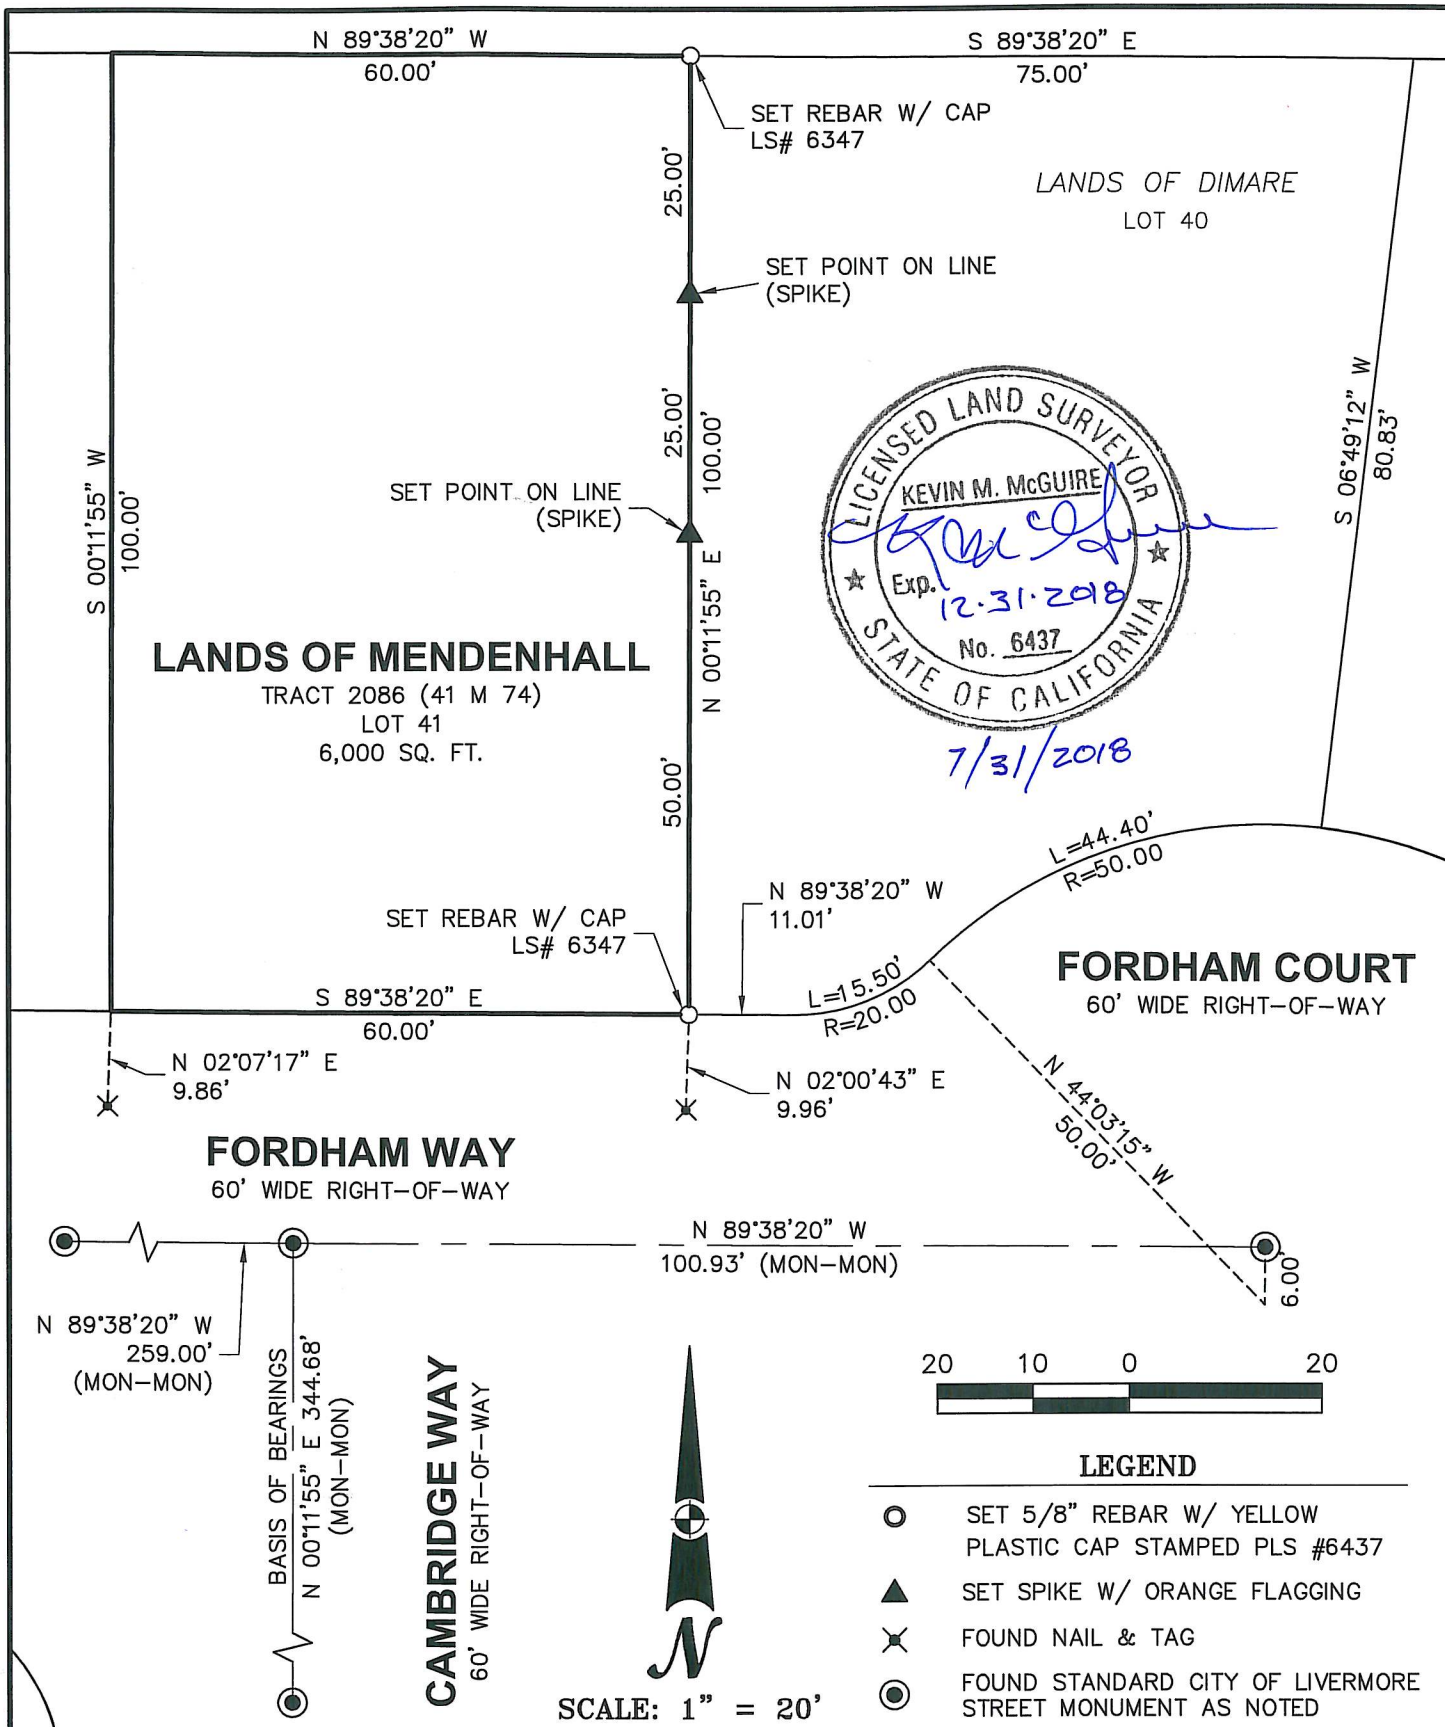 N 89°38'20" W
60.00'
S 89°38'20" E
75.00'
SET REBAR W/ CAP
LS# 6347
25.00'
LANDS OF DIMARE
LOT 40
SET POINT ON LINE
(SPIKE)
25.00'
100.00'
N 00°11'55" E
SET POINT ON LINE
(SPIKE)
S 00°11'55" W
100.00'
S 06°49'12" W
80.83'
LICENSED LAND SURVEYOR
KEVIN M. McGUIRE
Exp.
12·31·2018
No. 6437
STATE OF CALIFORNIA
7/31/2018
LANDS OF MENDENHALL
TRACT 2086 (41 M 74)
LOT 41
6,000 SQ. FT.
50.00'
L=44.40'
R=50.00
N 89°38'20" W
11.01'
SET REBAR W/ CAP
LS# 6347
L=15.50'
R=20.00
FORDHAM COURT
60' WIDE RIGHT-OF-WAY
S 89°38'20" E
60.00'
N 02°07'17" E
9.86'
N 02°00'43" E
9.96'
N 44°03'15" W
50.00'
FORDHAM WAY
60' WIDE RIGHT-OF-WAY
N 89°38'20" W
100.93' (MON-MON)
6.00'
N 89°38'20" W
259.00'
(MON-MON)
BASIS OF BEARINGS
N 00°11'55" E 344.68'
(MON-MON)
CAMBRIDGE WAY
60' WIDE RIGHT-OF-WAY
20 10 0 20
N
SCALE: 1" = 20'
LEGEND
SET 5/8" REBAR W/ YELLOW
PLASTIC CAP STAMPED PLS #6437
SET SPIKE W/ ORANGE FLAGGING
FOUND NAIL & TAG
FOUND STANDARD CITY OF LIVERMORE
STREET MONUMENT AS NOTED